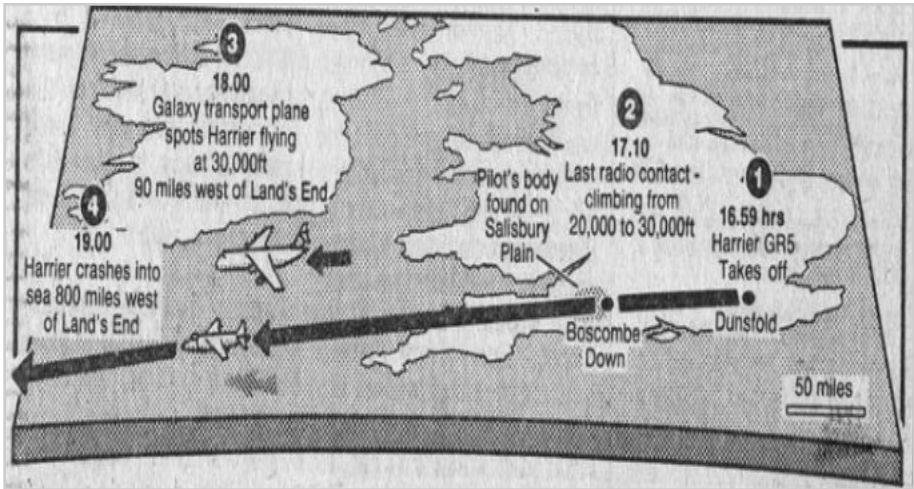 3
18.00
Galaxy transport plane
spots Harrier flying
at 30,000ft
90 miles west of Land's End
2
17.10
Last radio contact -
climbing from
20,000 to 30,000ft
1
16.59 hrs
Harrier GR5
Takes off
Pilot's body
found on
Salisbury
Plain
4
19.00
Harrier crashes into
sea 800 miles west
of Land's End
Boscombe
Down
Dunsfold
50 miles